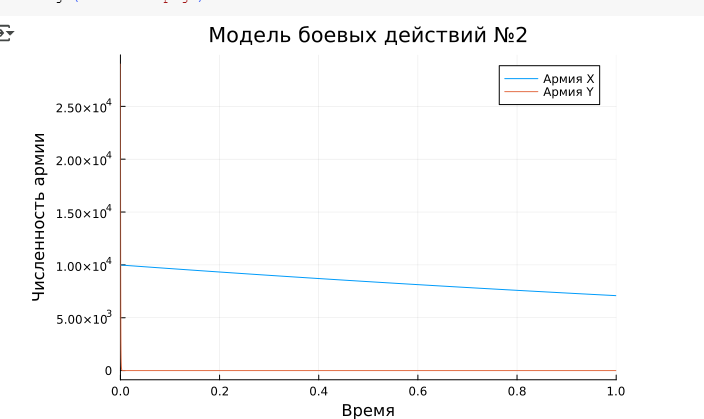 Модель боевых действий №2
Армия X
Армия Y
Численность армии
2.50×10⁴
2.00×10⁴
1.50×10⁴
1.00×10⁴
5.00×10³
0
0.0 0.2 0.4 0.6 0.8 1.0
Время